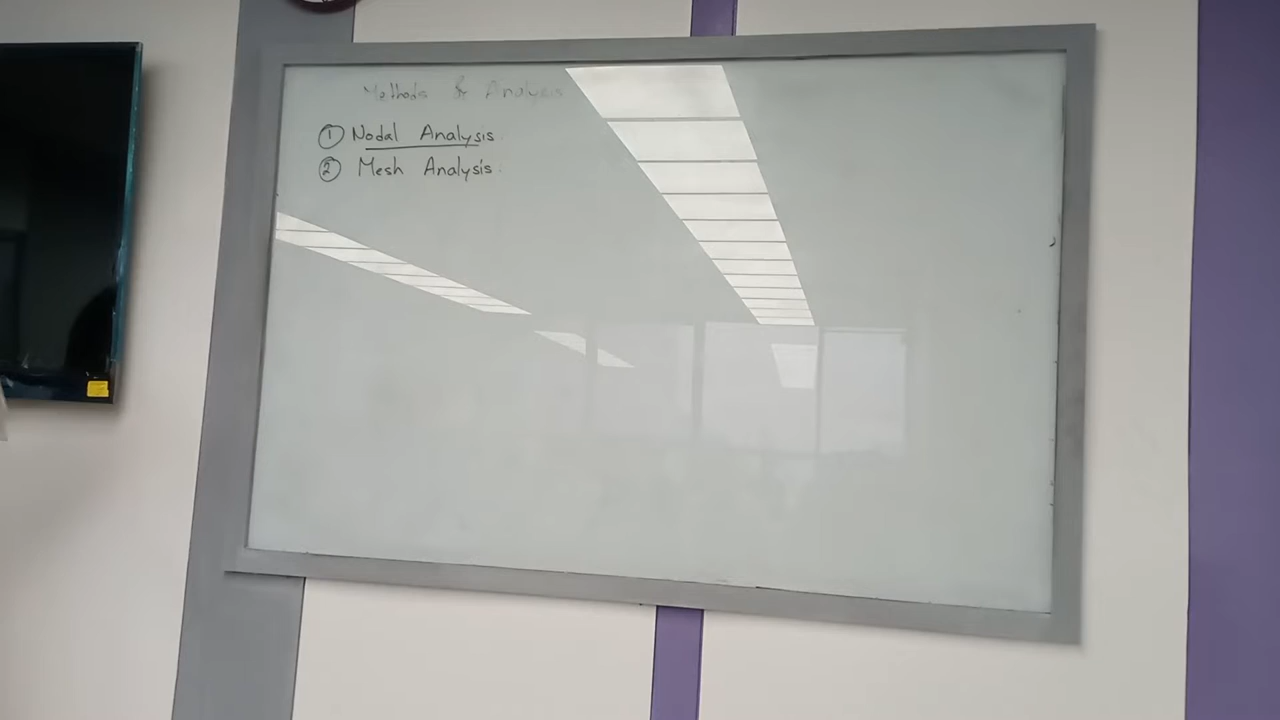 Methods & Analysis
① Nodal Analysis
② Mesh Analysis.